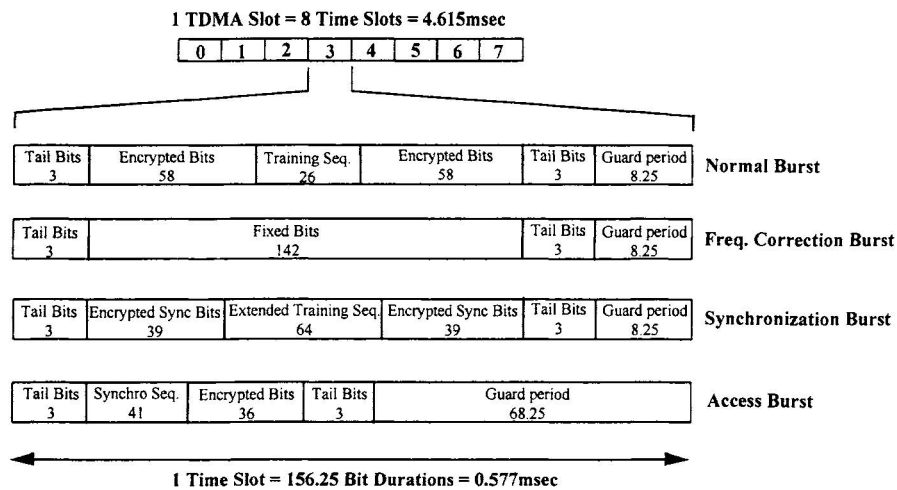 1 TDMA Slot = 8 Time Slots = 4.615msec
0 1 2 3 4 5 6 7
Tail Bits Encrypted Bits Training Seq. Encrypted Bits Tail Bits Guard period
3 58 26 58 3 8.25
Normal Burst
Tail Bits Fixed Bits Tail Bits Guard period
3 142 3 8.25
Freq. Correction Burst
Tail Bits Encrypted Sync Bits Extended Training Seq. Encrypted Sync Bits Tail Bits Guard period
3 39 64 39 3 8.25
Synchronization Burst
Tail Bits Synchro Seq. Encrypted Bits Tail Bits Guard period
3 41 36 3 68.25
Access Burst
1 Time Slot = 156.25 Bit Durations = 0.577msec